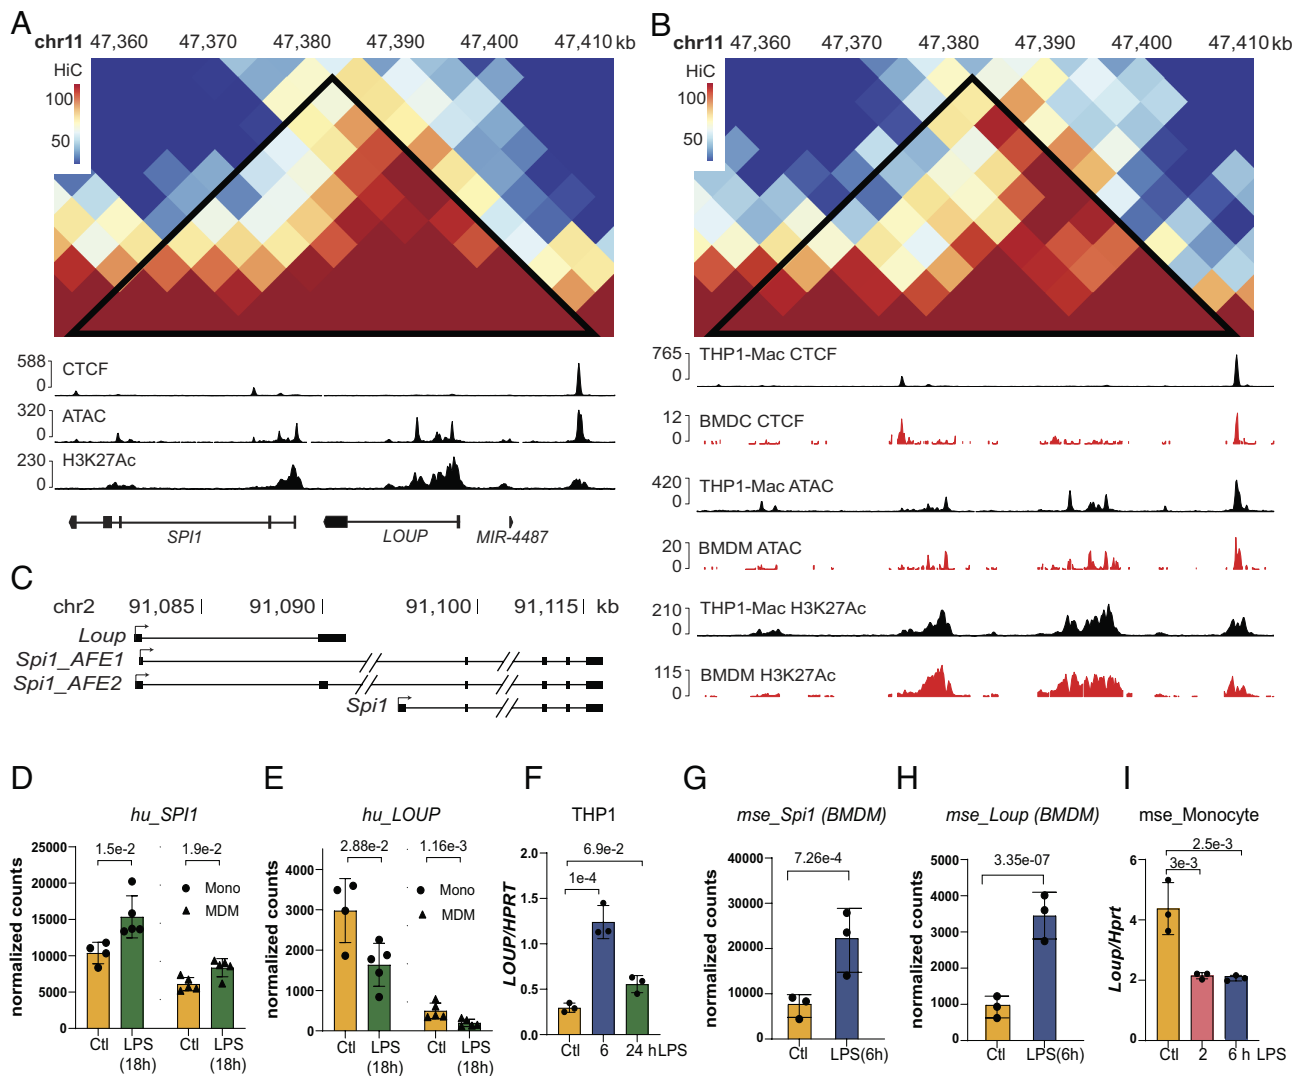 A
chr11 47,360 47,370 47,380 47,390 47,400 47,410 kb
HiC
100
50
588
0
CTCF
320
0
ATAC
230
0
H3K27Ac
SPI1 LOUP MIR-4487
B
chr11 47,360 47,370 47,380 47,390 47,400 47,410 kb
HiC
100
50
765
0
THP1-Mac CTCF
12
0
BMDC CTCF
420
0
THP1-Mac ATAC
20
0
BMDM ATAC
210
0
THP1-Mac H3K27Ac
115
0
BMDM H3K27Ac
C
chr2 91,085 91,090 91,100 91,115 kb
Loup
Spi1_AFE1
Spi1_AFE2
Spi1
D
hu_SPI1
normalized counts
25000
20000
15000
10000
5000
0
1.5e-2
1.9e-2
Mono
MDM
Ctl LPS (18h) Ctl LPS (18h)
E
hu_LOUP
normalized counts
4000
3000
2000
1000
0
2.88e-2
1.16e-3
Mono
MDM
Ctl LPS (18h) Ctl LPS (18h)
F
THP1
LOUP/HPRT
2.0
1.5
1.0
0.5
0.0
6.9e-2
1e-4
Ctl 6 24 h LPS
G
mse_Spi1 (BMDM)
normalized counts
40000
30000
20000
10000
0
7.26e-4
Ctl LPS(6h)
H
mse_Loup (BMDM)
normalized counts
5000
4000
3000
2000
1000
0
3.35e-07
Ctl LPS(6h)
I
mse_Monocyte
Loup/Hprt
6
4
2
0
2.5e-3
3e-3
Ctl 2 6 h LPS